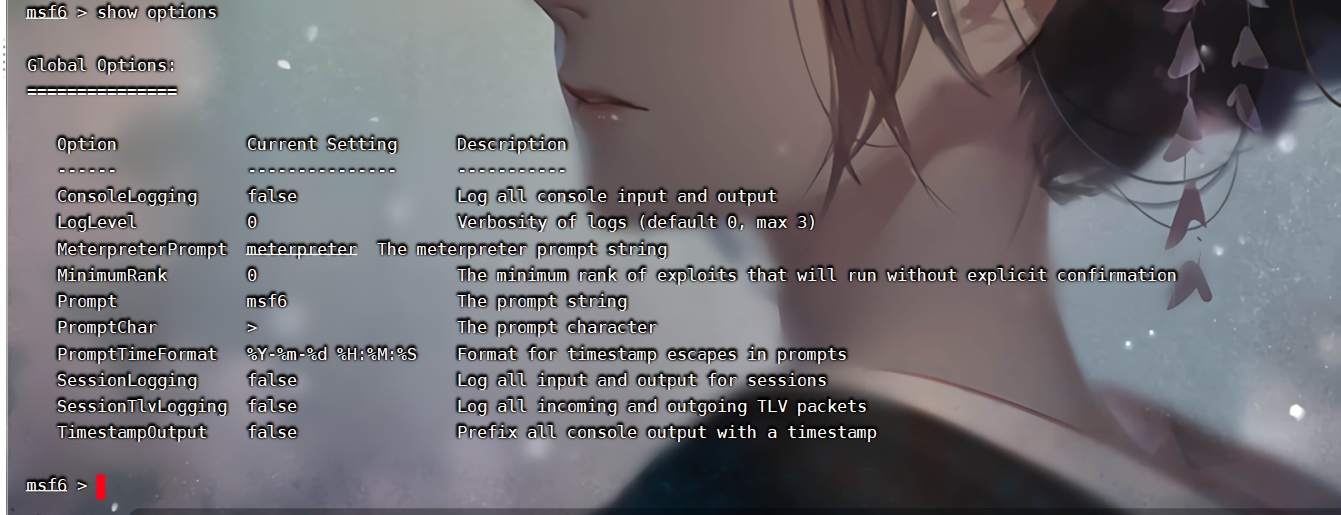 msf6 > show options
Global Options:
===============
Option Current Setting Description
------ --------------- -----------
ConsoleLogging false Log all console input and output
LogLevel 0 Verbosity of logs (default 0, max 3)
MeterpreterPrompt meterpreter The meterpreter prompt string
MinimumRank 0 The minimum rank of exploits that will run without explicit confirmation
Prompt msf6 The prompt string
PromptChar > The prompt character
PromptTimeFormat %Y-%m-%d %H:%M:%S Format for timestamp escapes in prompts
SessionLogging false Log all input and output for sessions
SessionTlvLogging false Log all incoming and outgoing TLV packets
TimestampOutput false Prefix all console output with a timestamp
msf6 >